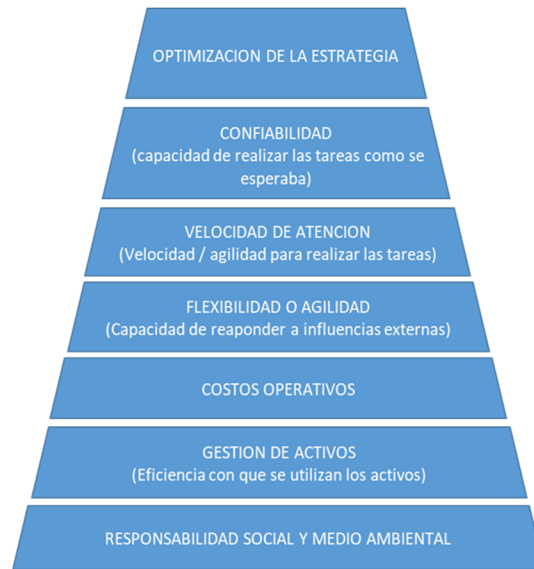 OPTIMIZACION DE LA ESTRATEGIA
CONFIABILIDAD
(capacidad de realizar las tareas como se
esperaba)
VELOCIDAD DE ATENCION
(Velocidad / agilidad para realizar las tareas)
FLEXIBILIDAD O AGILIDAD
(Capacidad de reaponder a influencias externas)
COSTOS OPERATIVOS
GESTION DE ACTIVOS
(Eficiencia con que se utilizan los activos)
RESPONSABILIDAD SOCIAL Y MEDIO AMBIENTAL